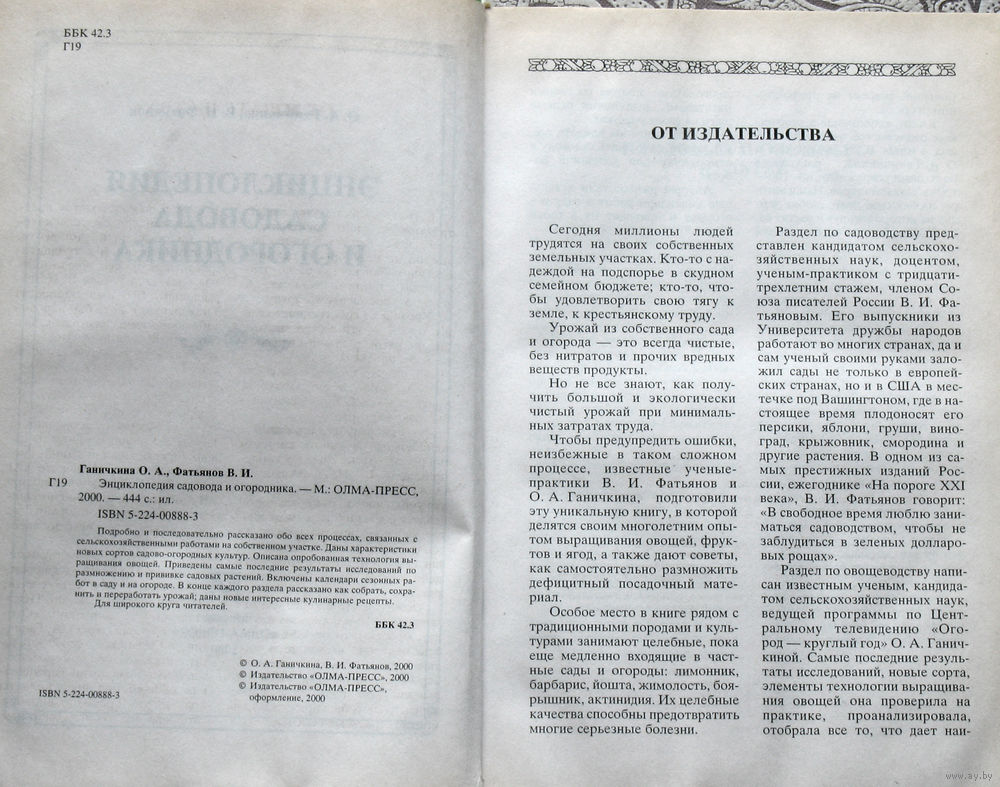 ББК 42.3
Г19
Ганичкина О. А., Фатьянов В. И.
Г19
Энциклопедия садовода и огородника. — М.: ОЛМА-ПРЕСС,
2000. — 444 с.: ил.
ISBN 5-224-00888-3
Подробно и последовательно рассказано обо всех процессах, связанных с
сельскохозяйственными работами на собственном участке. Даны характеристики
новых сортов садово-огородных культур. Описана опробованная технология вы-
ращивания овощей. Приведены самые последние результаты исследований по
размножению и прививке садовых растений. Включены календари сезонных ра-
бот в саду и на огороде. В конце каждого раздела рассказано как собрать, сохра-
нить и переработать урожай; даны новые интересные кулинарные рецепты.
Для широкого круга читателей.
ББК 42.3
© О. А. Ганичкина, В. И. Фатьянов, 2000
© Издательство «ОЛМА-ПРЕСС», 2000
© Издательство «ОЛМА-ПРЕСС»,
оформление, 2000
ISBN 5-224-00888-3
ОТ ИЗДАТЕЛЬСТВА
Сегодня миллионы людей
трудятся на своих собственных
земельных участках. Кто-то с на-
деждой на подспорье в скудном
семейном бюджете; кто-то, что-
бы удовлетворить свою тягу к
земле, к крестьянскому труду.
Урожай из собственного сада
и огорода — это всегда чистые,
без нитратов и прочих вредных
веществ продукты.
Но не все знают, как полу-
чить большой и экологически
чистый урожай при минималь-
ных затратах труда.
Чтобы предупредить ошибки,
неизбежные в таком сложном
процессе, известные ученые-
практики В. И. Фатьянов и
О. А. Ганичкина, подготовили
эту уникальную книгу, в которой
делятся своим многолетним опы-
том выращивания овощей, фрук-
тов и ягод, а также дают советы,
как самостоятельно размножить
дефицитный посадочный мате-
риал.
Особое место в книге рядом с
традиционными породами и куль-
турами занимают целебные, пока
еще медленно входящие в част-
ные сады и огороды: лимонник,
барбарис, йошта, жимолость, боя-
рышник, актинидия. Их целебные
качества способны предотвратить
многие серьезные болезни.
Раздел по садоводству пред-
ставлен кандидатом сельскохо-
зяйственных наук, доцентом,
ученым-практиком с тридцати-
трехлетним стажем, членом Со-
юза писателей России В. И. Фа-
тьяновым. Его выпускники из
Университета дружбы народов
работают во многих странах, да и
сам ученый своими руками зало-
жил сады не только в европей-
ских странах, но и в США в мес-
течке под Вашингтоном, где в на-
стоящее время плодоносят его
персики, яблони, груши, вино-
град, крыжовник, смородина и
другие растения. В одном из са-
мых престижных изданий Рос-
сии, ежегоднике «На пороге XXI
века», В. И. Фатьянов говорит:
«В свободное время люблю зани-
маться садоводством, чтобы не
заблудиться в зеленых долларо-
вых рощах».
Раздел по овощеводству напи-
сан известным ученым, кандида-
том сельскохозяйственных наук,
ведущей программы по Цент-
ральному телевидению «Ого-
род — круглый год» О. А. Ганич-
киной. Самые последние резуль-
таты исследований, новые сорта,
элементы технологии выращива-
ния овощей она проверила на
практике, проанализировала,
отобрала все то, что дает наи-
www.ay.by